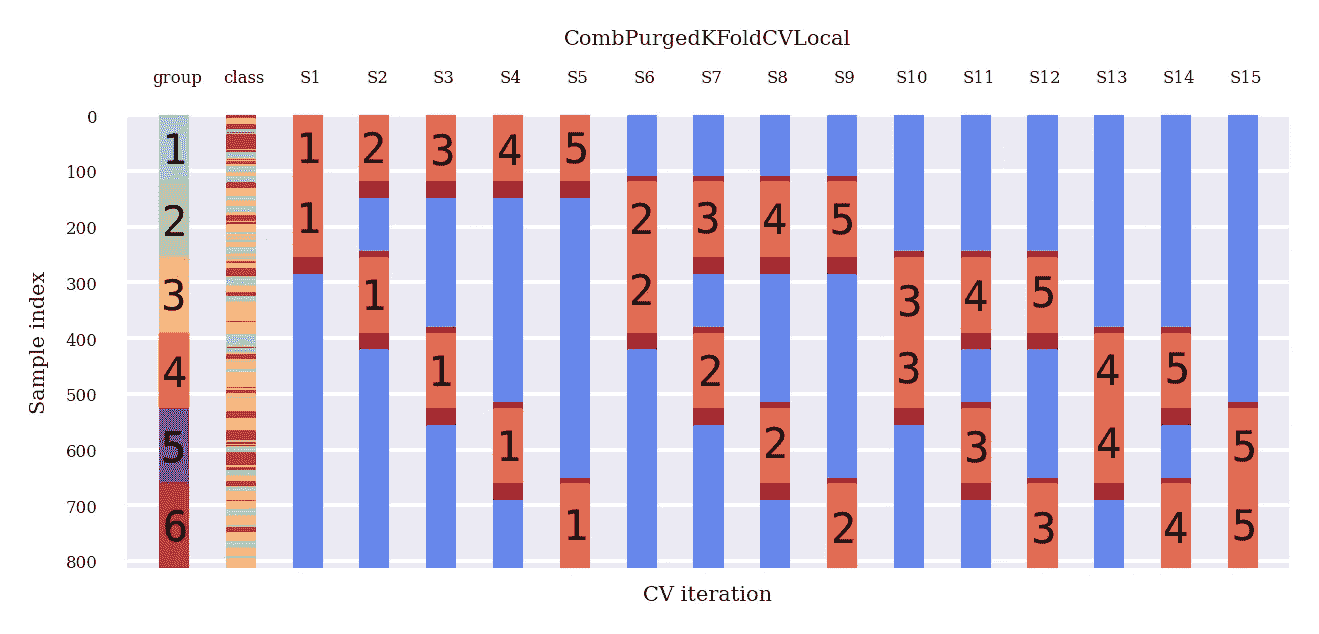 CombPurgedKFoldCVLocal
group class S1 S2 S3 S4 S5 S6 S7 S8 S9 S10 S11 S12 S13 S14 S15
0
1 1 2 3 4 5
100
200
2 1 2 3 4 5
300
3 1 2 3 4 5
400
4 1 2 3 4 5
500
5 1 2 3 4 5
600
700
6 1 2 3 4 5
800
Sample index
CV iteration